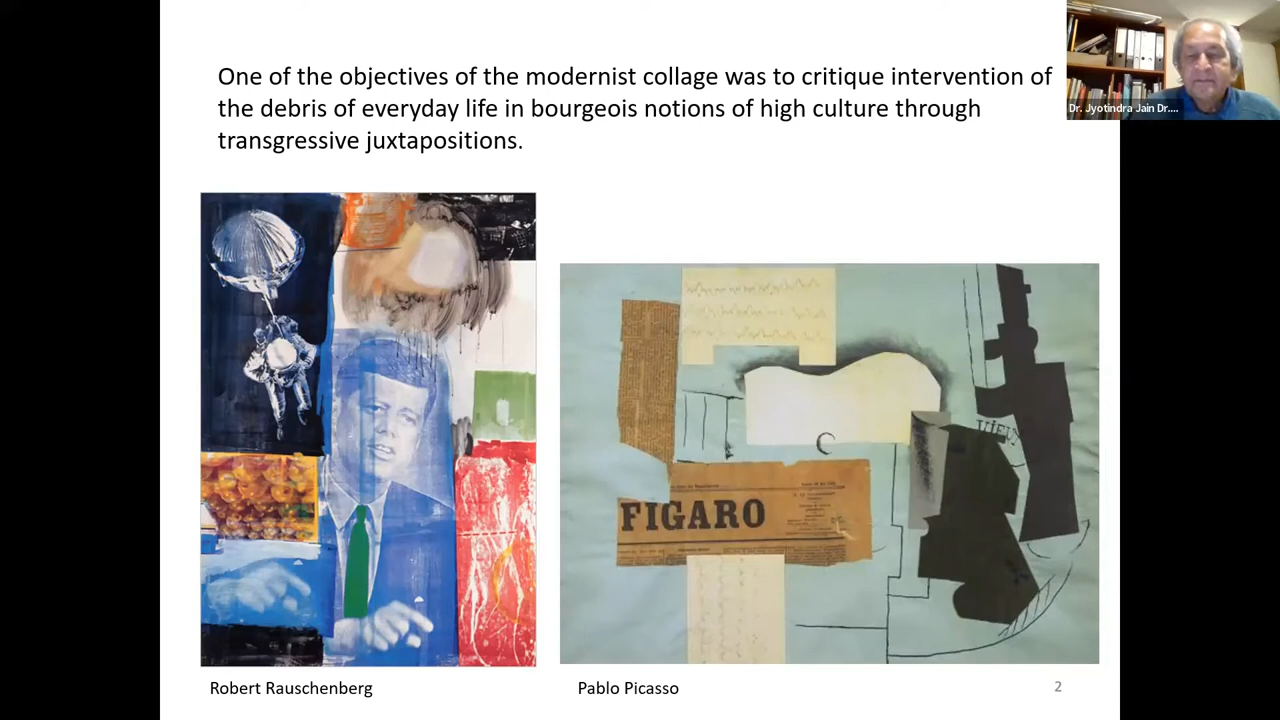 One of the objectives of the modernist collage was to critique intervention of
the debris of everyday life in bourgeois notions of high culture through
transgressive juxtapositions.
Dr. Jyotindra Jain Dr....
VIEUX
FIGARO
Robert Rauschenberg
Pablo Picasso
2